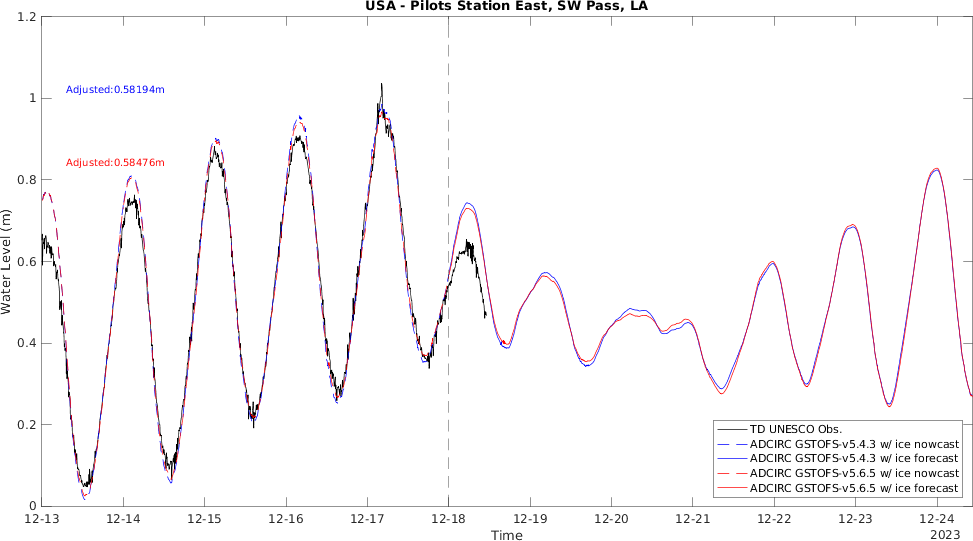 USA - Pilots Station East, SW Pass, LA
1.2
1
0.8
0.6
0.4
0.2
0
Water Level (m)
Adjusted:0.58194m
Adjusted:0.58476m
TD UNESCO Obs.
ADCIRC GSTOFS-v5.4.3 w/ ice nowcast
ADCIRC GSTOFS-v5.4.3 w/ ice forecast
ADCIRC GSTOFS-v5.6.5 w/ ice nowcast
ADCIRC GSTOFS-v5.6.5 w/ ice forecast
12-13 12-14 12-15 12-16 12-17 12-18 12-19 12-20 12-21 12-22 12-23 12-24
Time
2023